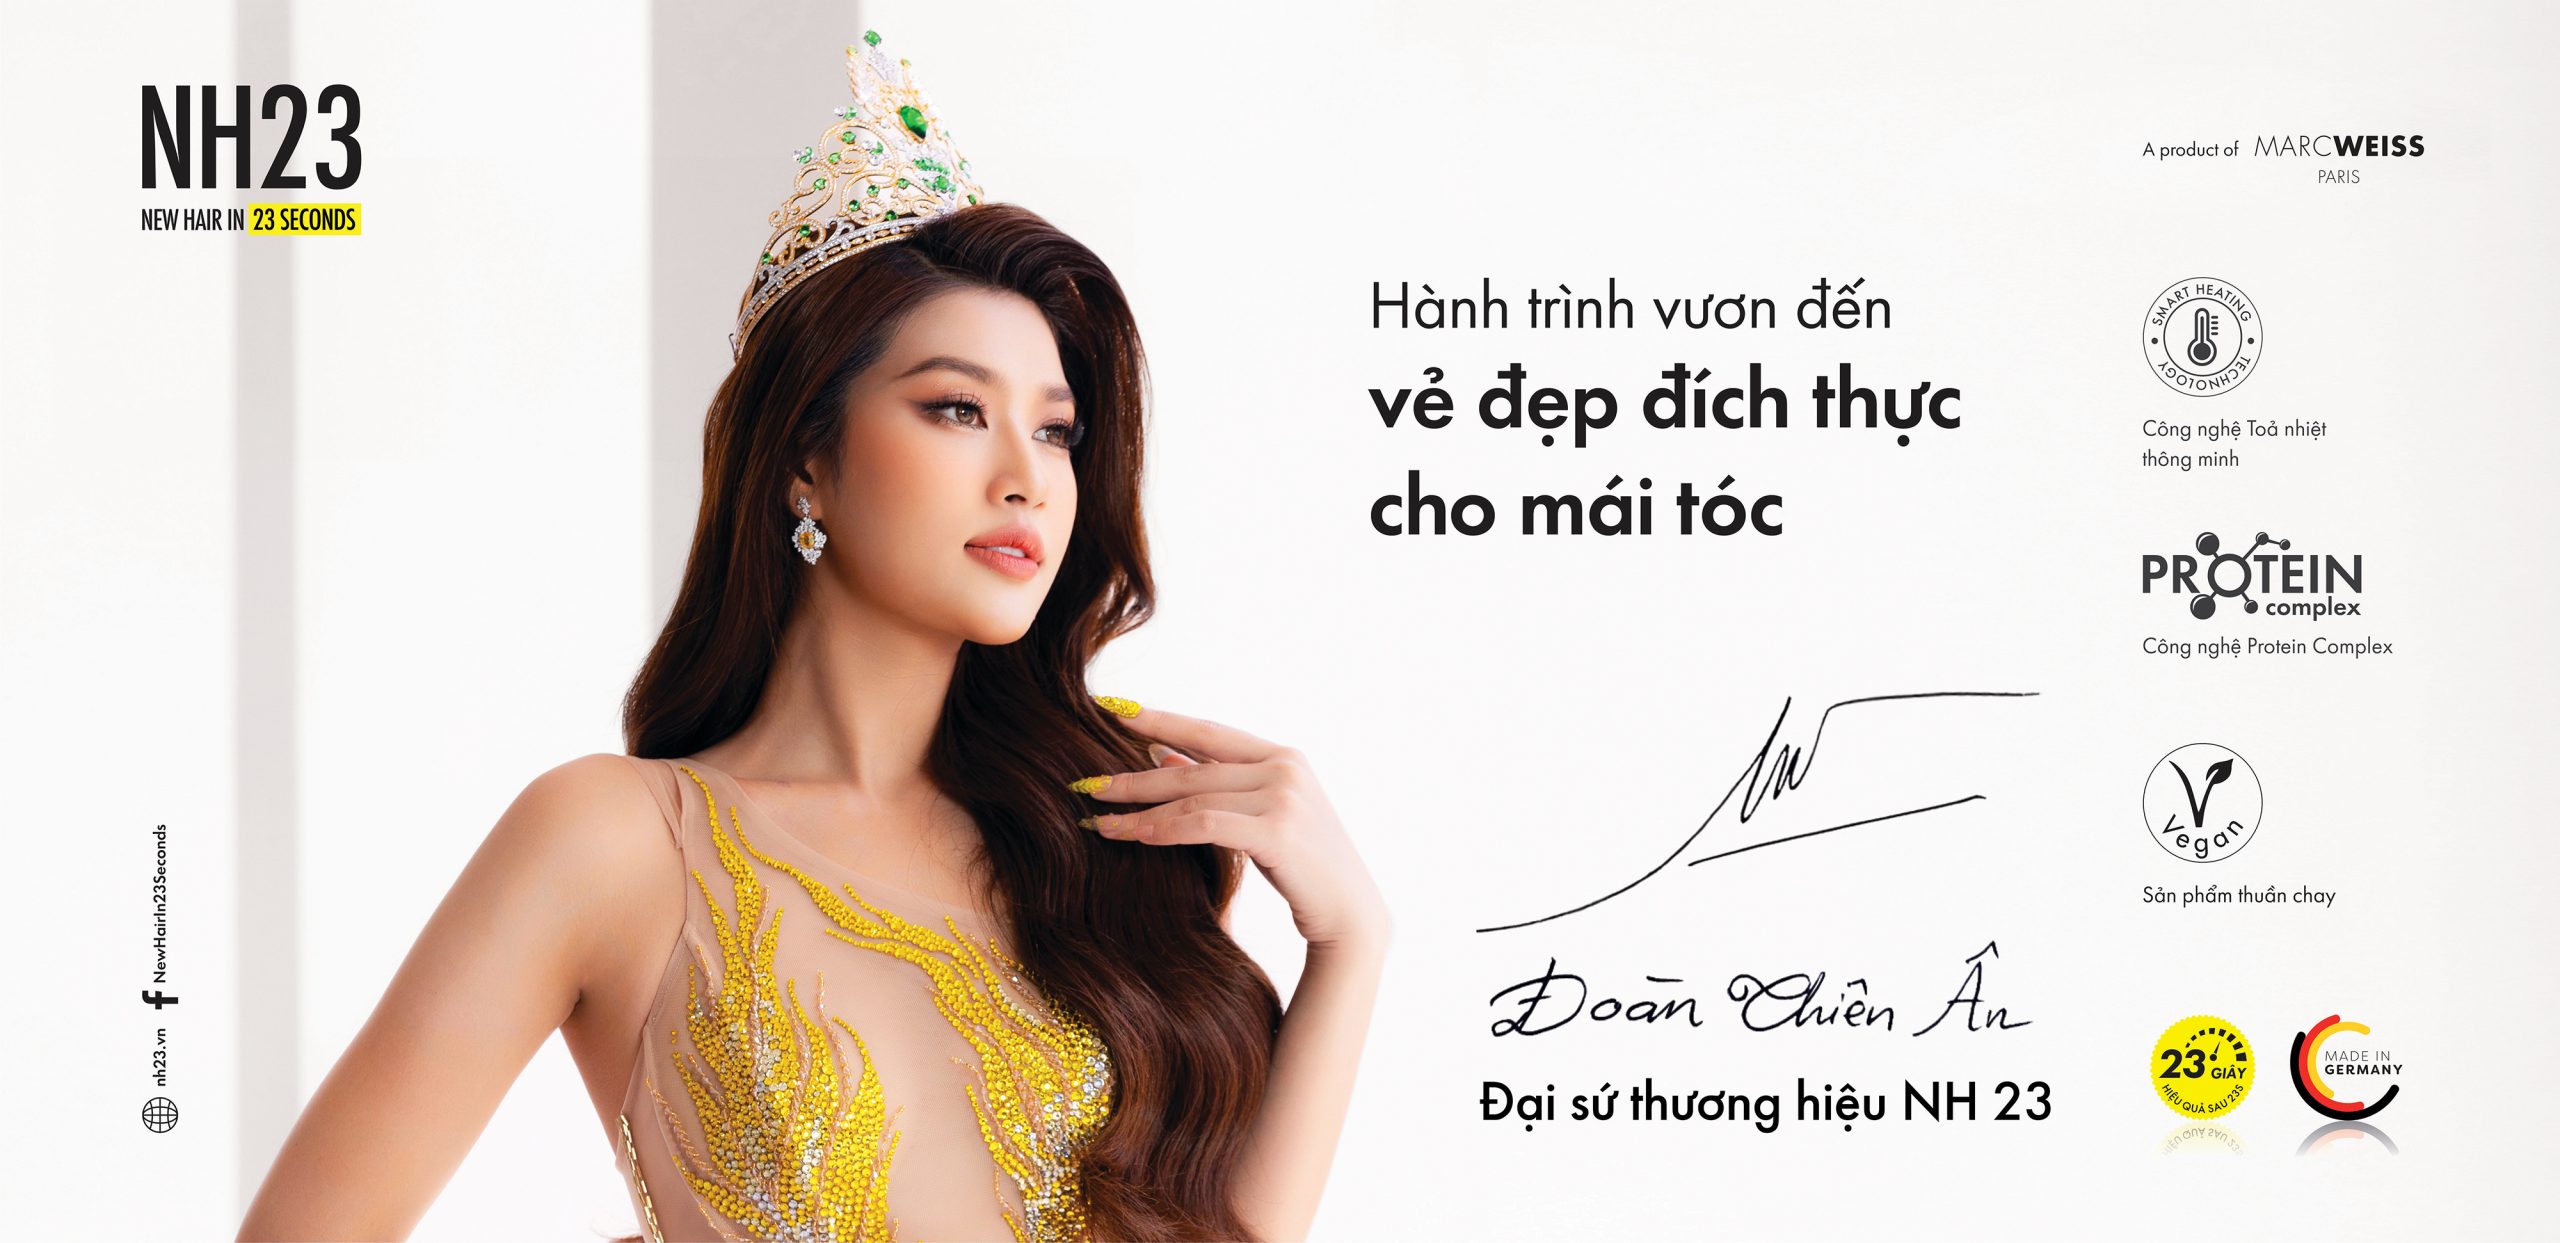 NH23
NEW HAIR IN 23 SECONDS
A product of MARCWEISS
PARIS
Hành trình vươn đến
vẻ đẹp đích thực
cho mái tóc
SMART HEATING TECHNOLOGY
Công nghệ Toả nhiệt
thông minh
PROTEIN
complex
Công nghệ Protein Complex
Vegan
Sản phẩm thuần chay
Đoàn Thiên Ân
Đại sứ thương hiệu NH 23
23 GIÂY
HIỆU QUẢ SAU 23S
MADE IN
GERMANY
nh23.vn f NewHairIn23Seconds